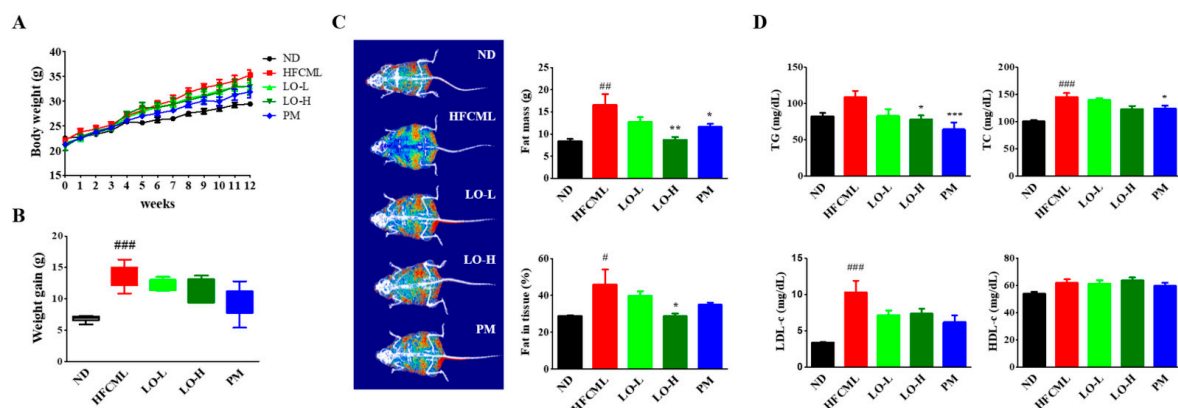 A
Body weight (g)
40
35
30
25
20
15
0 1 2 3 4 5 6 7 8 9 10 11 12
weeks
ND
HFCML
LO-L
LO-H
PM
B
Weight gain (g)
20
15
10
5
0
###
ND HFCML LO-L LO-H PM
C
ND
HFCML
LO-L
LO-H
PM
Fat mass (g)
25
20
15
10
5
0
##
**
*
ND HFCML LO-L LO-H PM
Fat in tissue (%)
60
40
20
0
#
*
ND HFCML LO-L LO-H PM
D
TG (mg/dL)
150
100
50
0
*
***
ND HFCML LO-L LO-H PM
TC (mg/dL)
200
150
100
50
0
###
*
ND HFCML LO-L LO-H PM
LDL-c (mg/dL)
15
10
5
0
###
ND HFCML LO-L LO-H PM
HDL-c (mg/dL)
80
60
40
20
0
ND HFCML LO-L LO-H PM